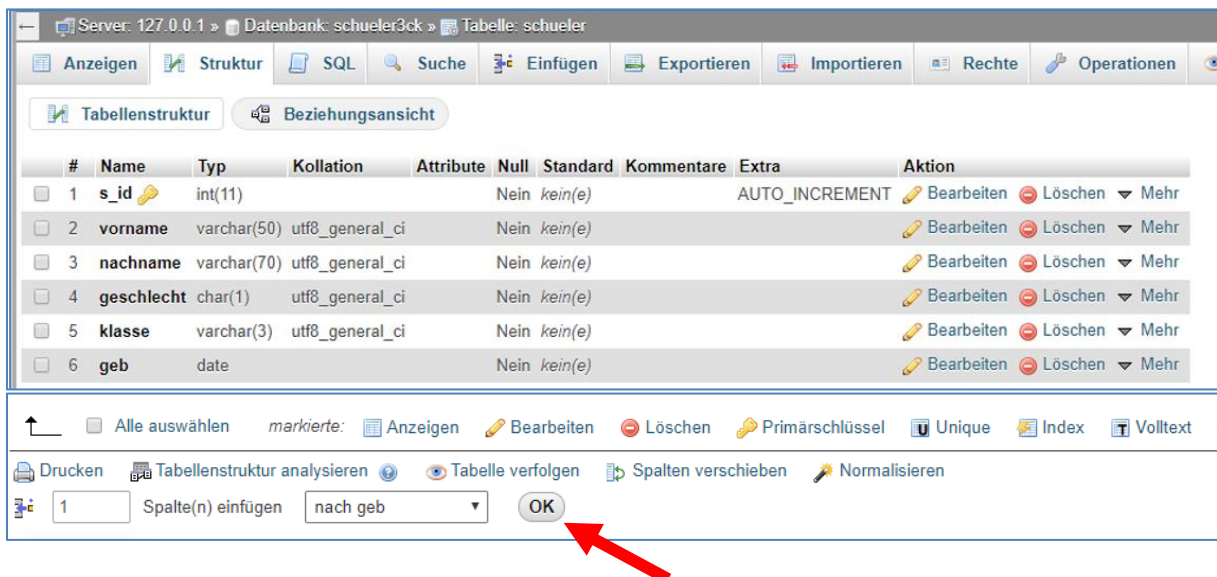 Server: 127.0.0.1 » Datenbank: schueler3ck » Tabelle: schueler
Anzeigen Struktur SQL Suche Einfügen Exportieren Importieren Rechte Operationen
Tabellenstruktur Beziehungsansicht
# Name Typ Kollation Attribute Null Standard Kommentare Extra Aktion
1 s_id int(11) Nein kein(e) AUTO_INCREMENT Bearbeiten Löschen Mehr
2 vorname varchar(50) utf8_general_ci Nein kein(e) Bearbeiten Löschen Mehr
3 nachname varchar(70) utf8_general_ci Nein kein(e) Bearbeiten Löschen Mehr
4 geschlecht char(1) utf8_general_ci Nein kein(e) Bearbeiten Löschen Mehr
5 klasse varchar(3) utf8_general_ci Nein kein(e) Bearbeiten Löschen Mehr
6 geb date Nein kein(e) Bearbeiten Löschen Mehr
Alle auswählen markierte: Anzeigen Bearbeiten Löschen Primärschlüssel Unique Index Volltext
Drucken Tabellenstruktur analysieren Tabelle verfolgen Spalten verschieben Normalisieren
1 Spalte(n) einfügen nach geb OK